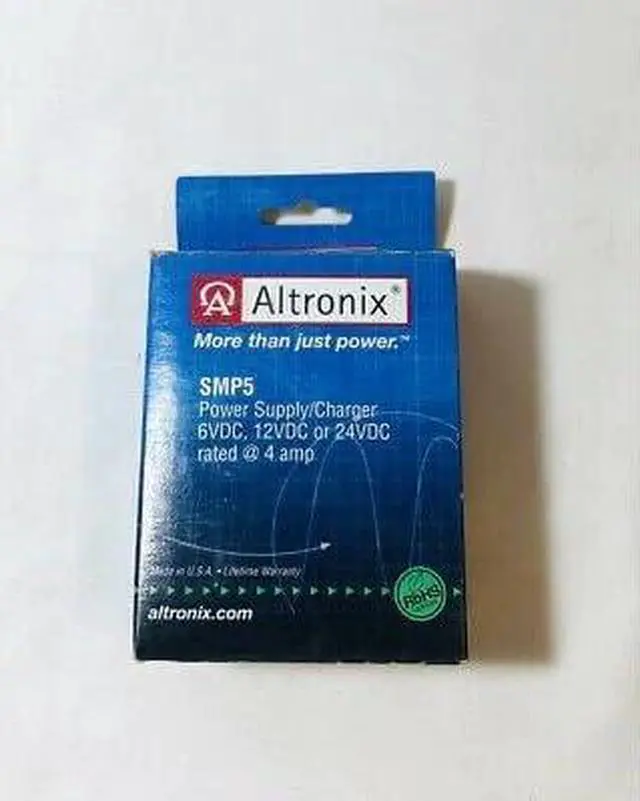 Altronix®
More than just power.™
SMP5
Power Supply/Charger
6VDC, 12VDC or 24VDC
rated @ 4 amp
Made in U.S.A. • Lifetime Warranty
RoHS
altronix.com